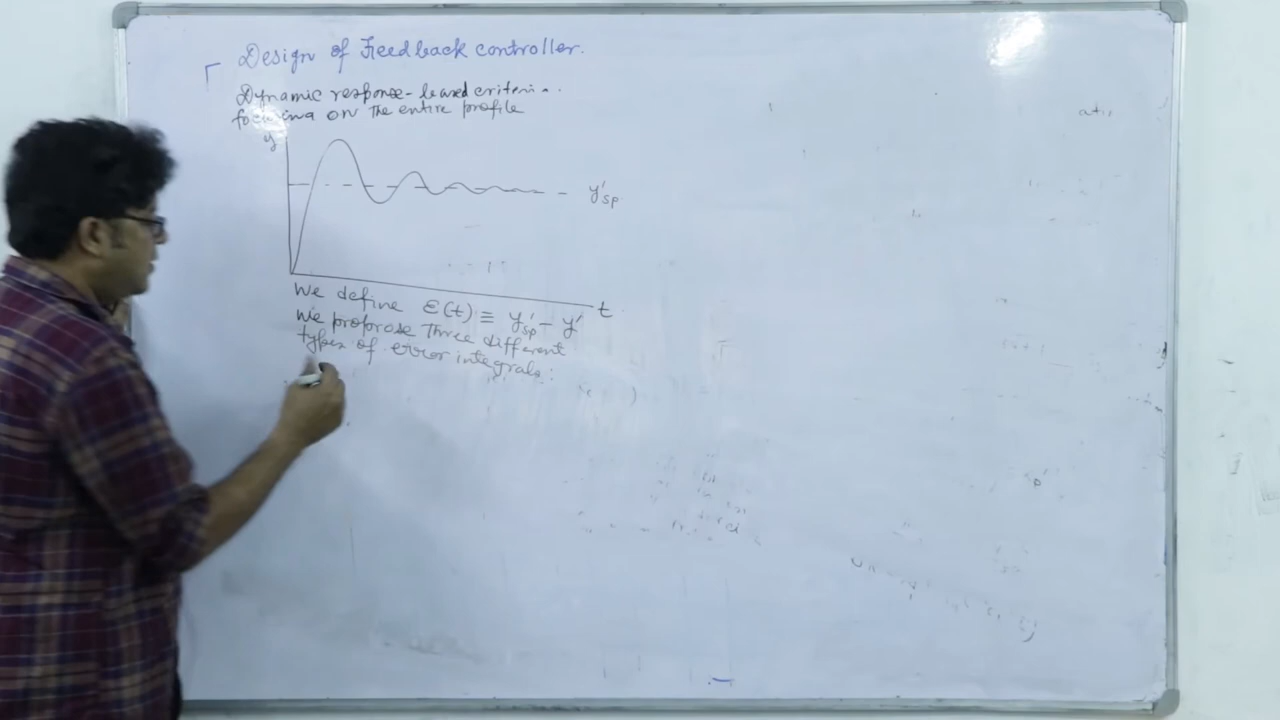 Design of Feedback controller.
Dynamic response-based criteria.
focusing on the entire profile
y'
y'sp
t
We define ε(t) ≡ y'sp - y'
We propose three different
types of error integrals: